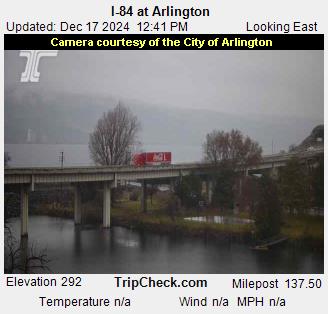 I-84 at Arlington
Updated: Dec 17 2024 12:41 PM Looking East
Camera courtesy of the City of Arlington
Elevation 292 TripCheck.com Milepost 137.50
Temperature n/a Wind n/a MPH n/a